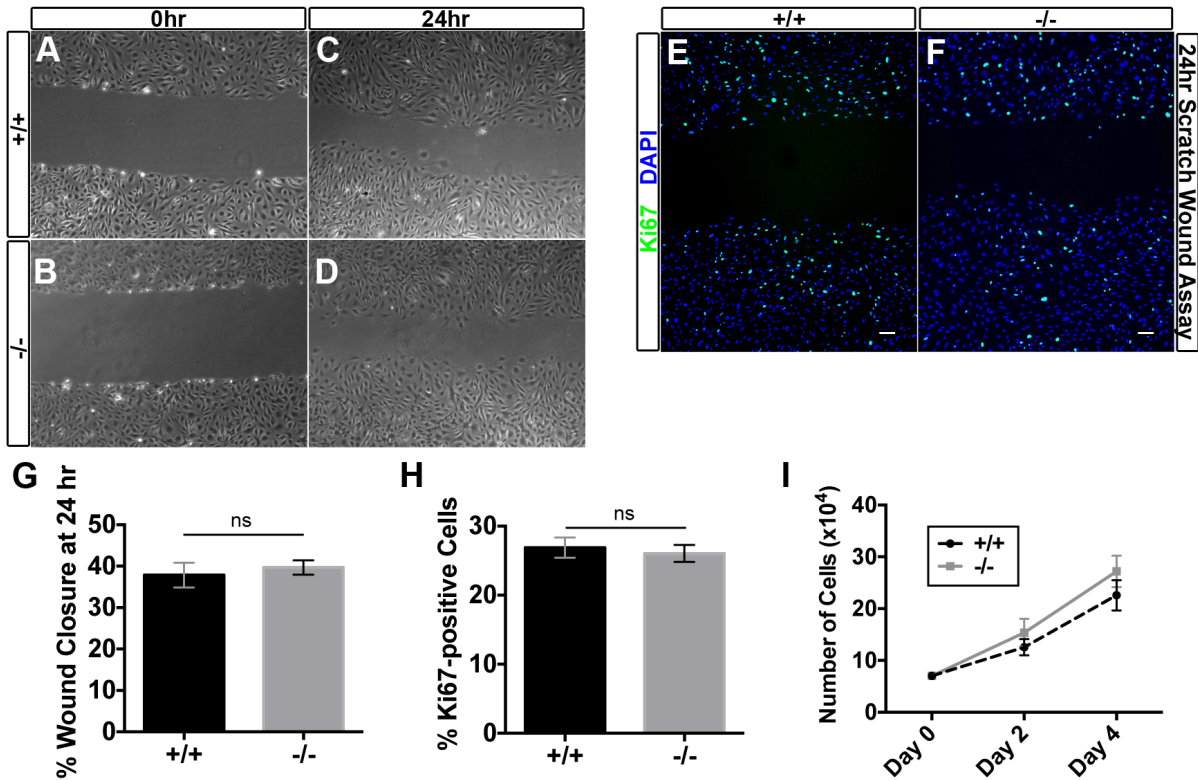 0hr
24hr
+/+
-/-
A
C
B
D
+/+
-/-
Ki67 DAPI
E
F
24hr Scratch Wound Assay
G
% Wound Closure at 24 hr
50
40
30
20
10
0
ns
+/+
-/-
H
% Ki67-positive Cells
30
20
10
0
ns
+/+
-/-
I
Number of Cells (x10⁴)
40
30
20
10
0
+/+
-/-
Day 0
Day 2
Day 4